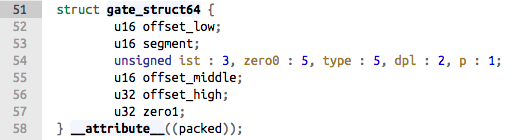 51 struct gate_struct64 {
52 u16 offset_low;
53 u16 segment;
54 unsigned ist : 3, zero0 : 5, type : 5, dpl : 2, p : 1;
55 u16 offset_middle;
56 u32 offset_high;
57 u32 zero1;
58 } __attribute__((packed));